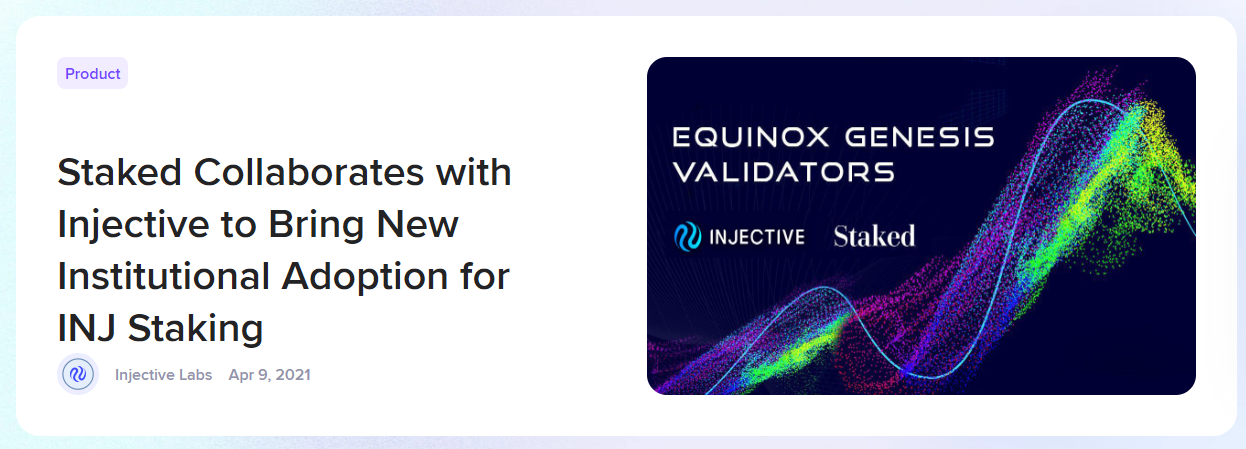 Product
Staked Collaborates with
Injective to Bring New
Institutional Adoption for
INJ Staking
Injective Labs Apr 9, 2021
EQUINOX GENESIS
VALIDATORS
INJECTIVE Staked